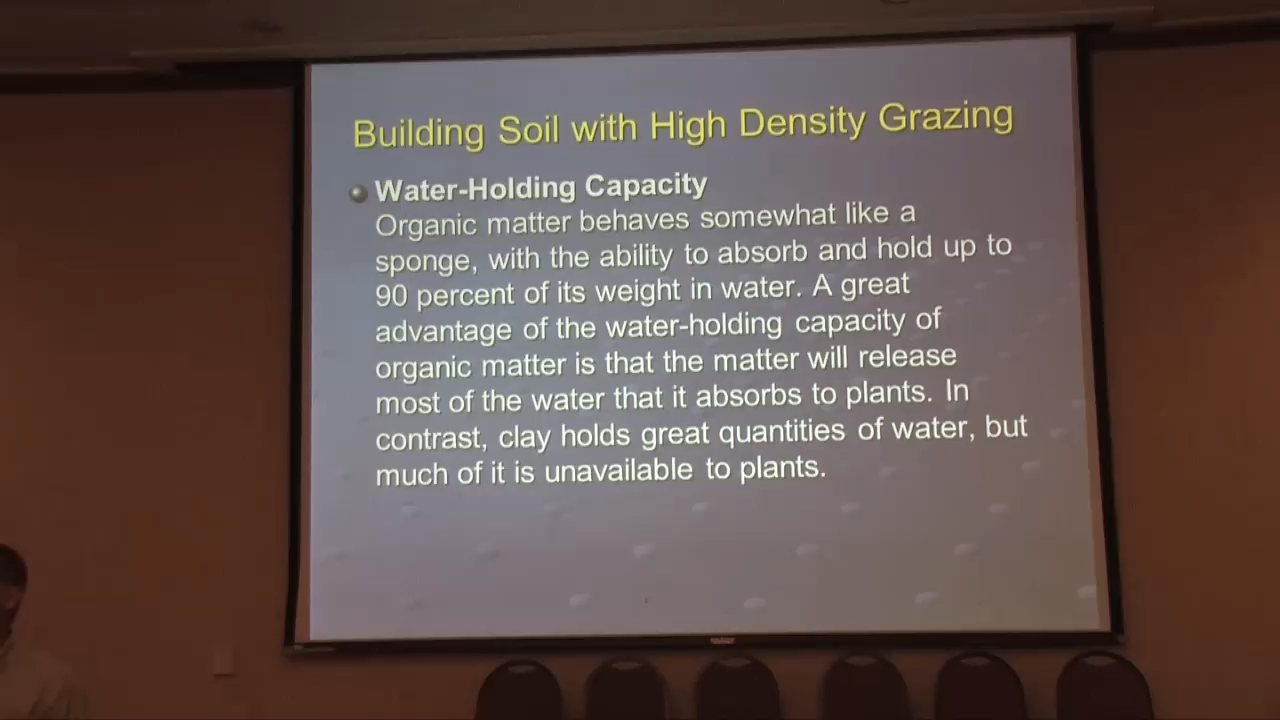 Building Soil with High Density Grazing
Water-Holding Capacity
Organic matter behaves somewhat like a
sponge, with the ability to absorb and hold up to
90 percent of its weight in water. A great
advantage of the water-holding capacity of
organic matter is that the matter will release
most of the water that it absorbs to plants. In
contrast, clay holds great quantities of water, but
much of it is unavailable to plants.